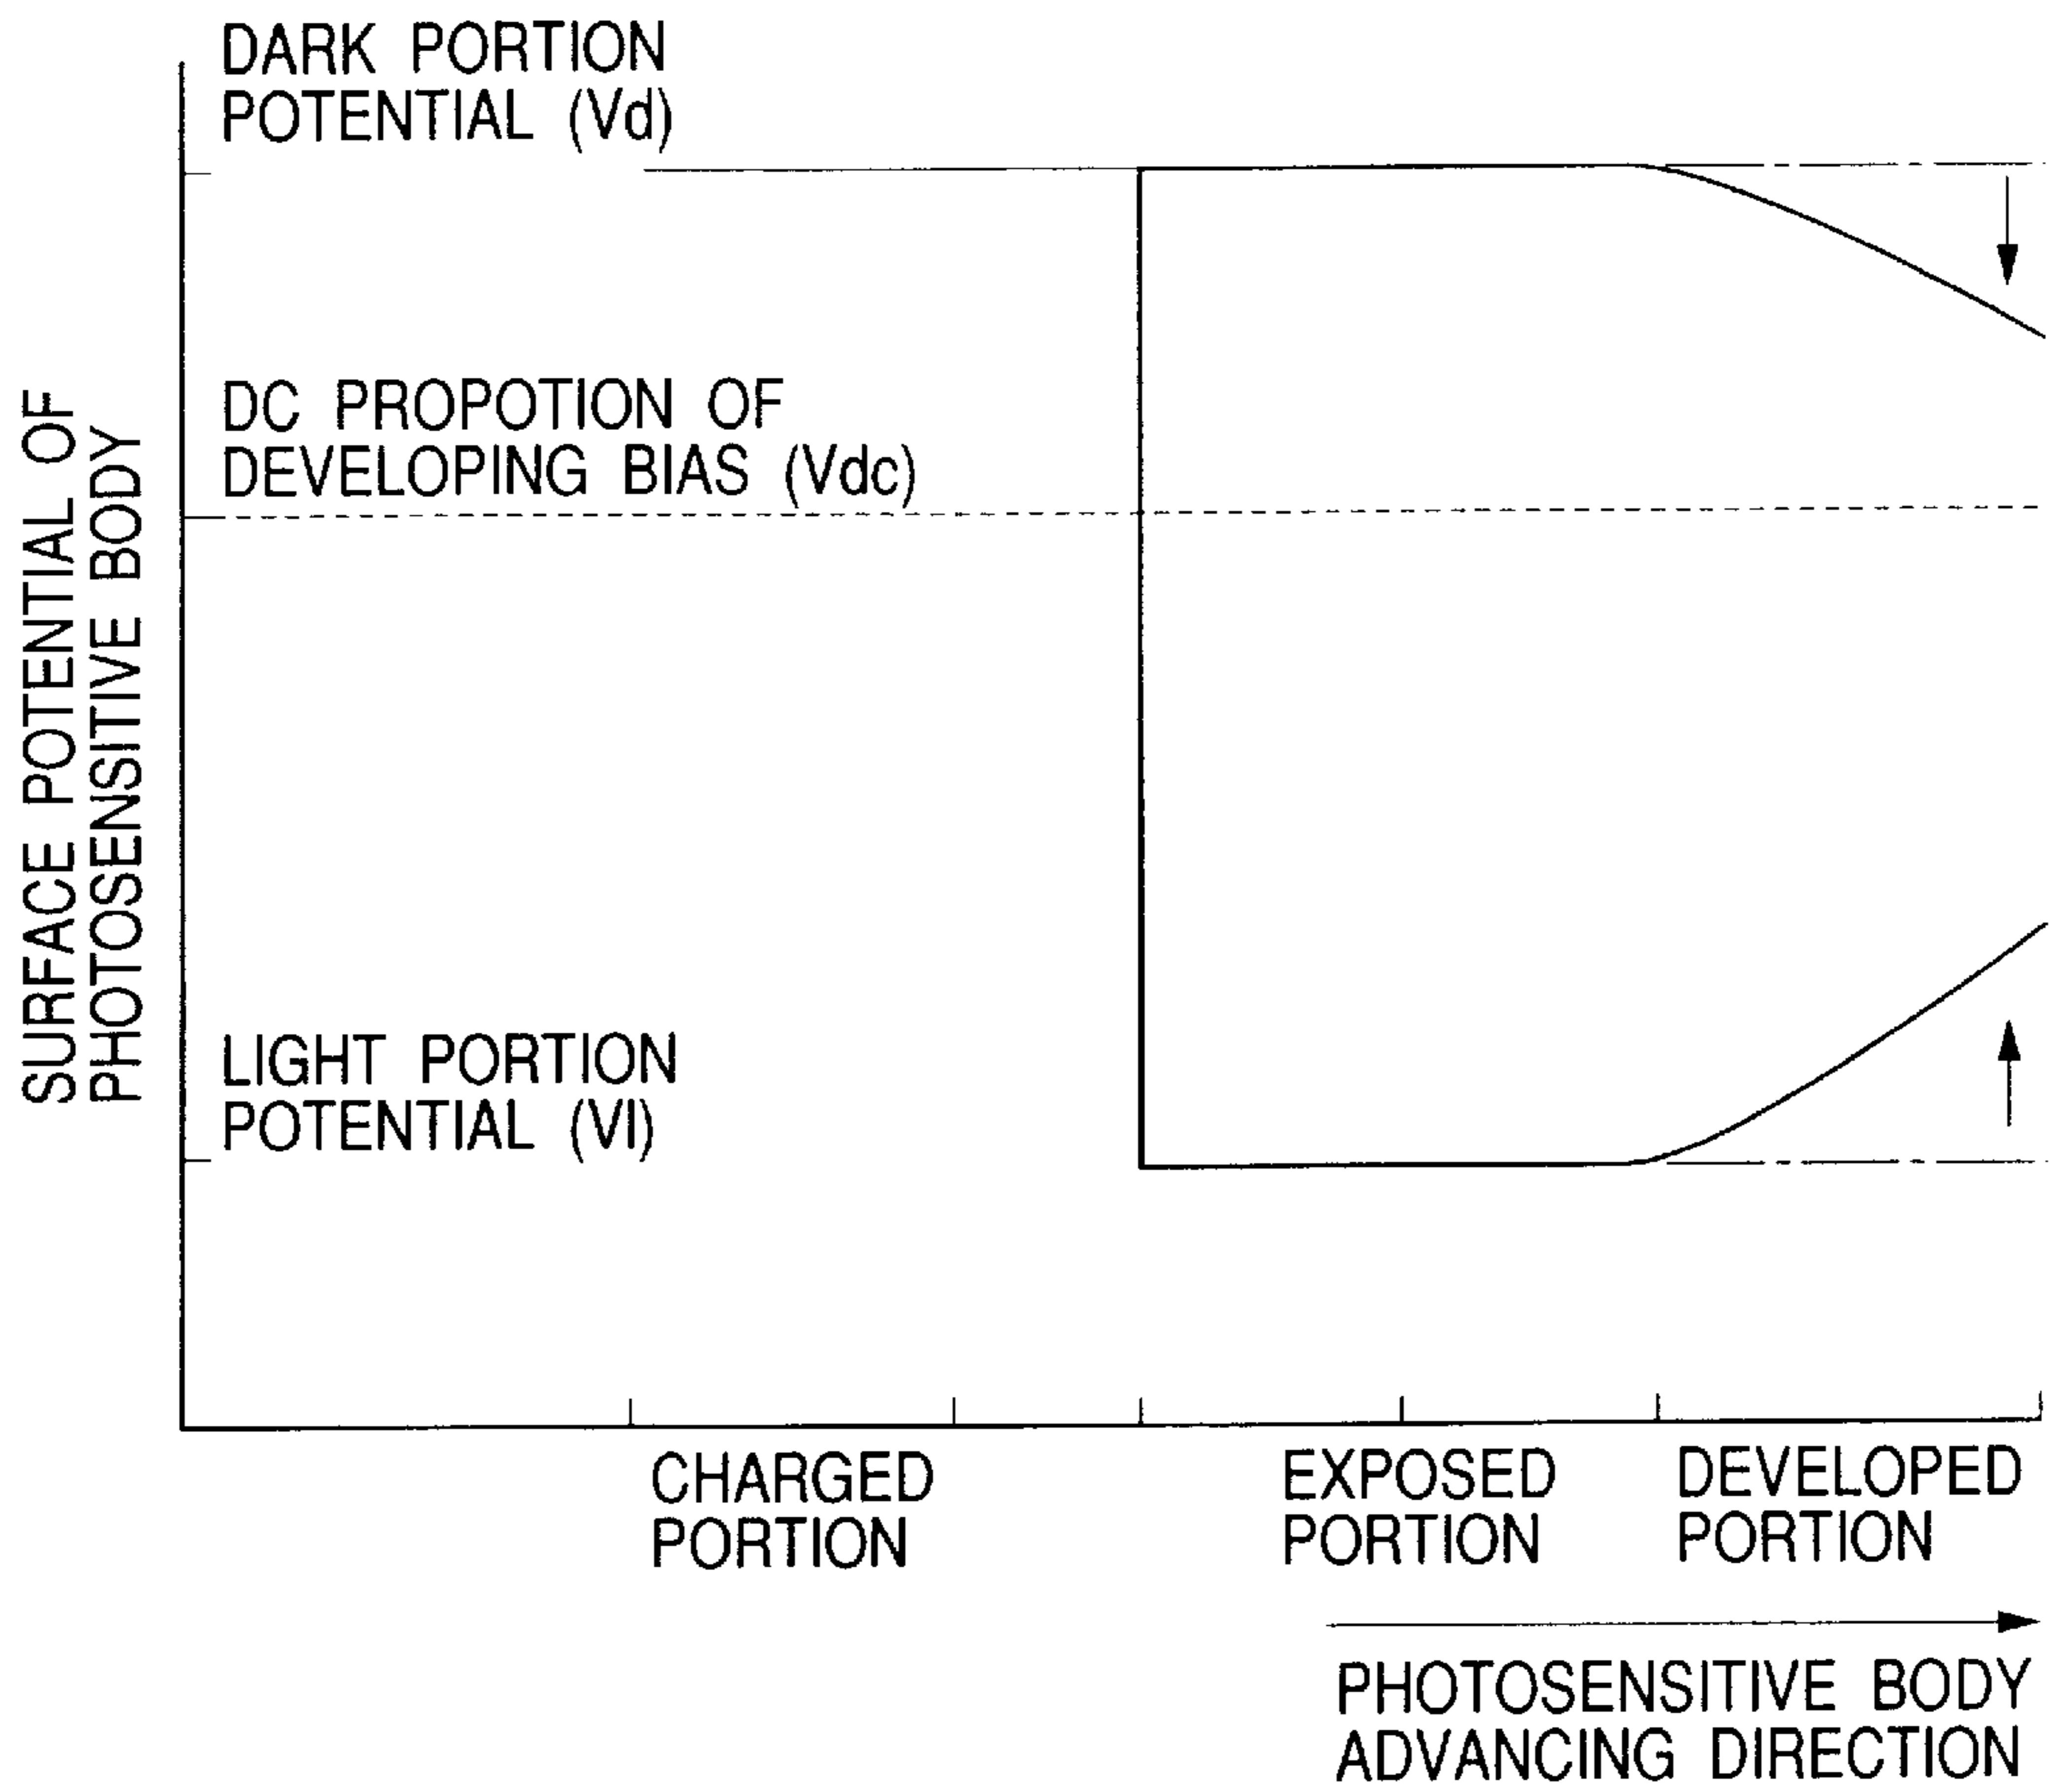 DARK PORTION
POTENTIAL (Vd)
DC PROPOTION OF
DEVELOPING BIAS (Vdc)
SURFACE POTENTIAL OF
PHOTOSENSITIVE BODY
LIGHT PORTION
POTENTIAL (Vl)
CHARGED
PORTION
EXPOSED
PORTION
DEVELOPED
PORTION
PHOTOSENSITIVE BODY
ADVANCING DIRECTION